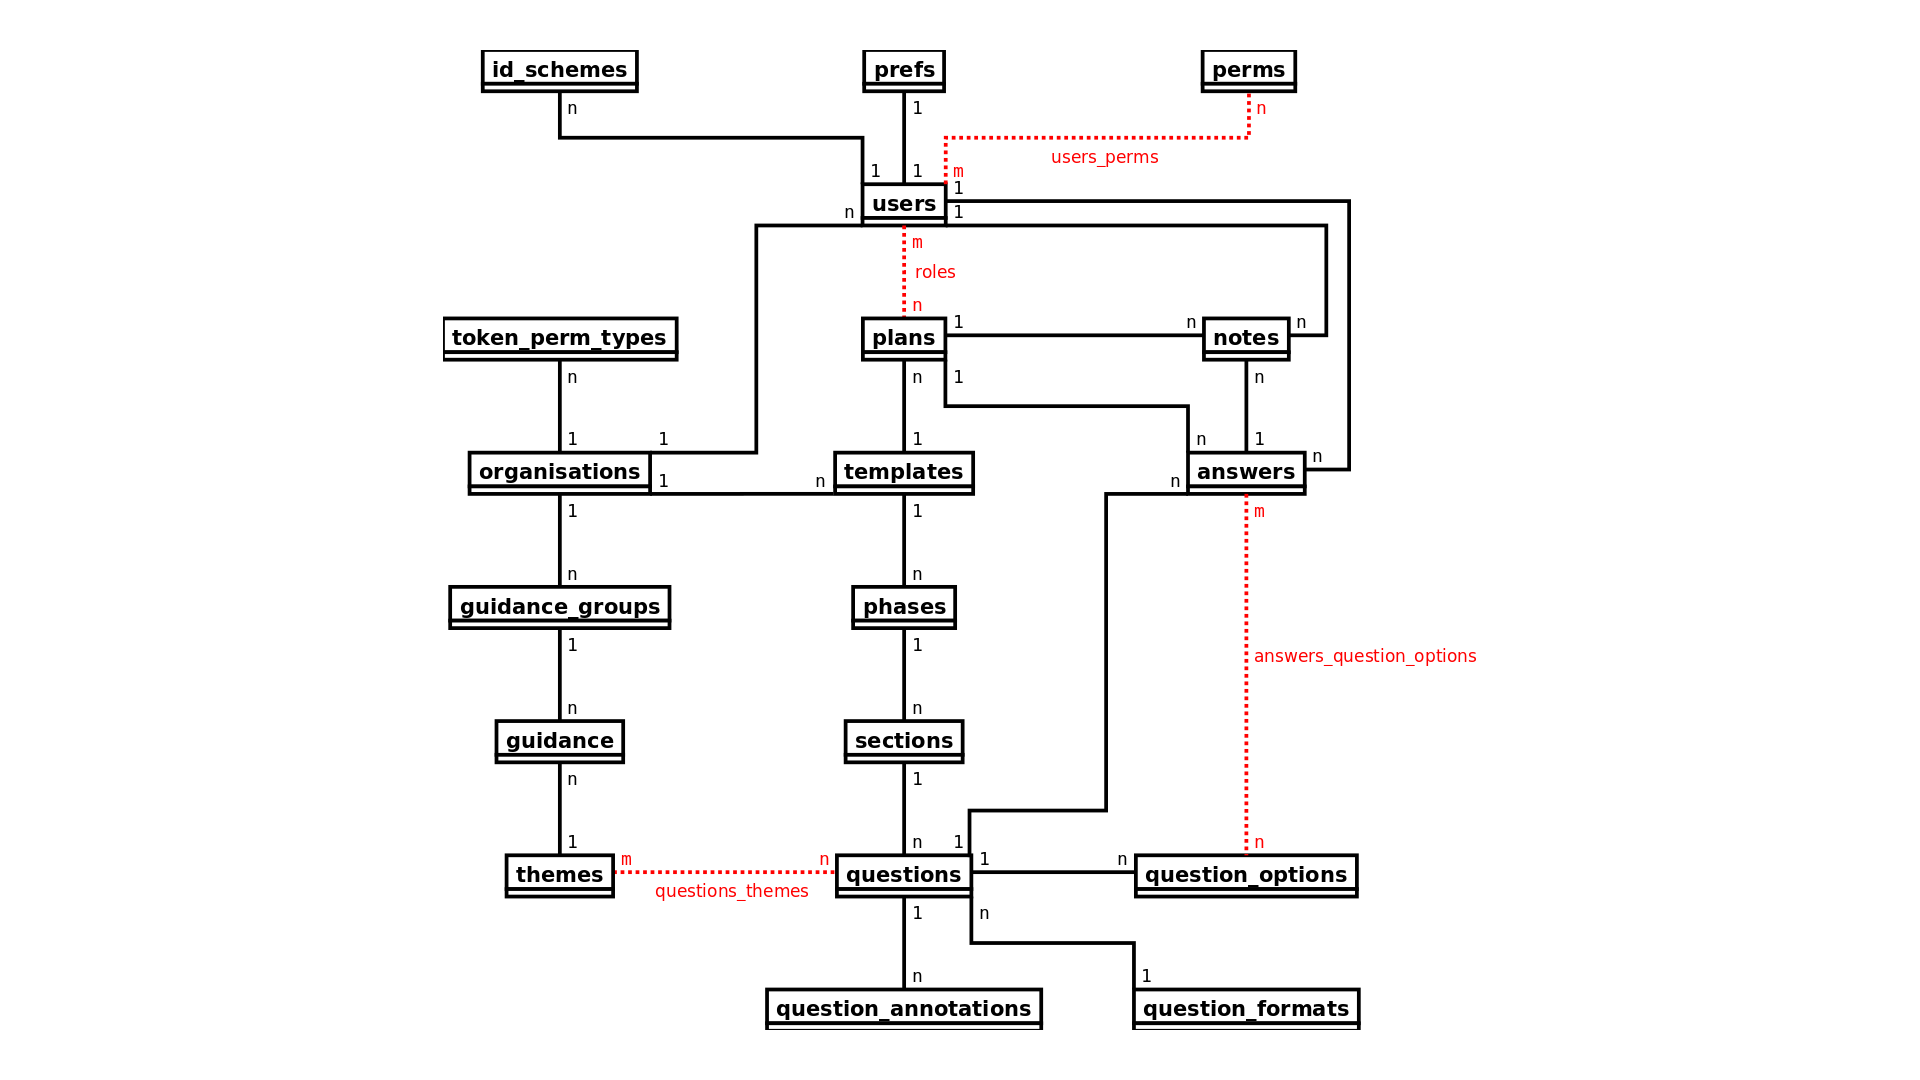 id_schemes
prefs
perms
n
1
n
users_perms
1
1
m
1
users
n
1
m
roles
n
token_perm_types
plans
1
n
notes
n
n
n
1
n
1
1
1
n
1
n
organisations
templates
answers
1
n
n
1
1
m
n
n
guidance_groups
phases
1
1
answers_question_options
n
n
guidance
sections
n
1
1
n
1
n
themes
m
n
questions
1
n
question_options
questions_themes
1
n
n
1
question_annotations
question_formats